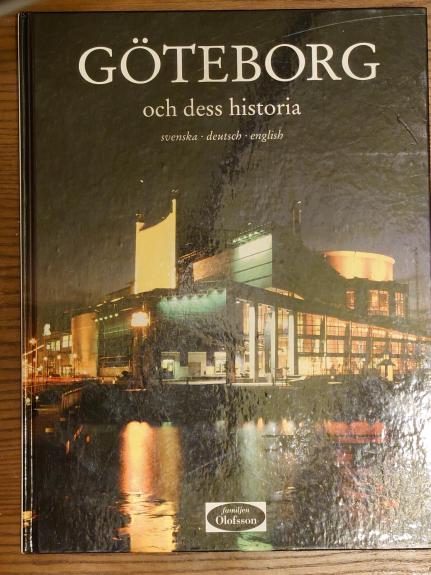 GÖTEBORG
och dess historia
svenska · deutsch · english
familjen
Olofsson